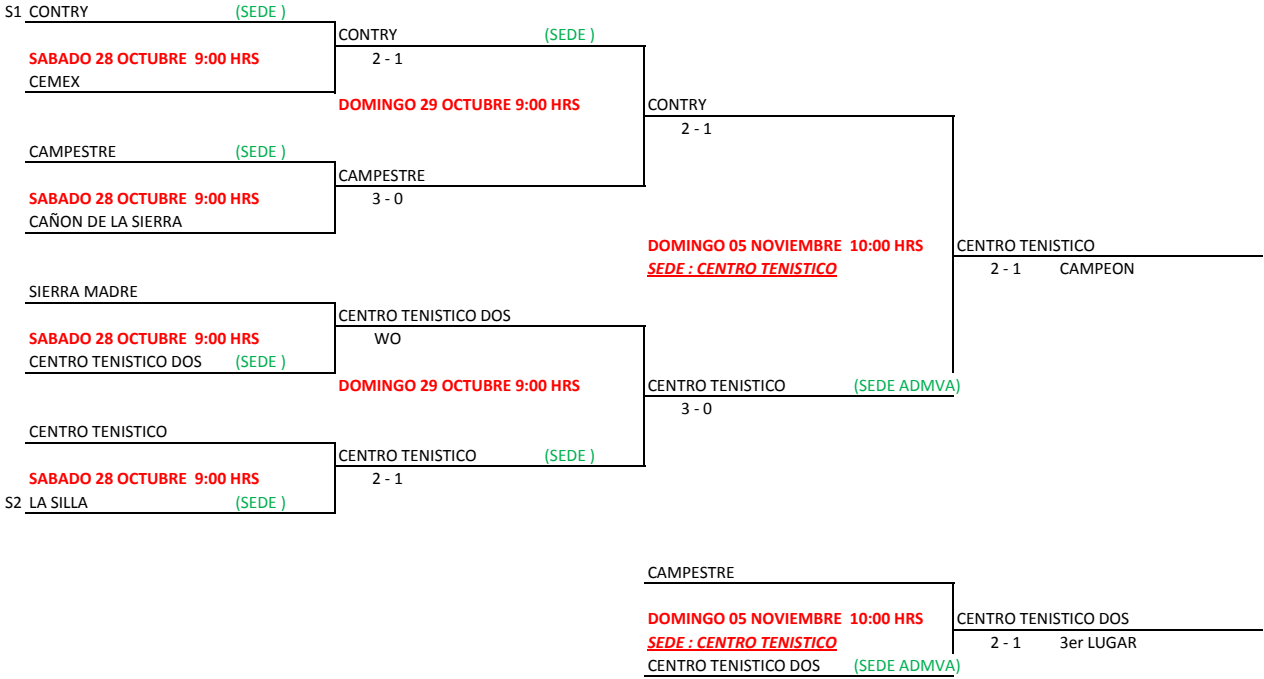 S1 CONTRY (SEDE )
CONTRY (SEDE )
SABADO 28 OCTUBRE 9:00 HRS
2 - 1
CEMEX
DOMINGO 29 OCTUBRE 9:00 HRS
CONTRY
2 - 1
CAMPESTRE (SEDE )
CAMPESTRE
SABADO 28 OCTUBRE 9:00 HRS
3 - 0
CAÑON DE LA SIERRA
DOMINGO 05 NOVIEMBRE 10:00 HRS
CENTRO TENISTICO
SEDE : CENTRO TENISTICO
2 - 1 CAMPEON
SIERRA MADRE
CENTRO TENISTICO DOS
SABADO 28 OCTUBRE 9:00 HRS
WO
CENTRO TENISTICO DOS (SEDE )
DOMINGO 29 OCTUBRE 9:00 HRS
CENTRO TENISTICO (SEDE ADMVA)
3 - 0
CENTRO TENISTICO
CENTRO TENISTICO (SEDE )
SABADO 28 OCTUBRE 9:00 HRS
2 - 1
S2 LA SILLA (SEDE )
CAMPESTRE
DOMINGO 05 NOVIEMBRE 10:00 HRS
CENTRO TENISTICO DOS
SEDE : CENTRO TENISTICO
2 - 1 3er LUGAR
CENTRO TENISTICO DOS (SEDE ADMVA)